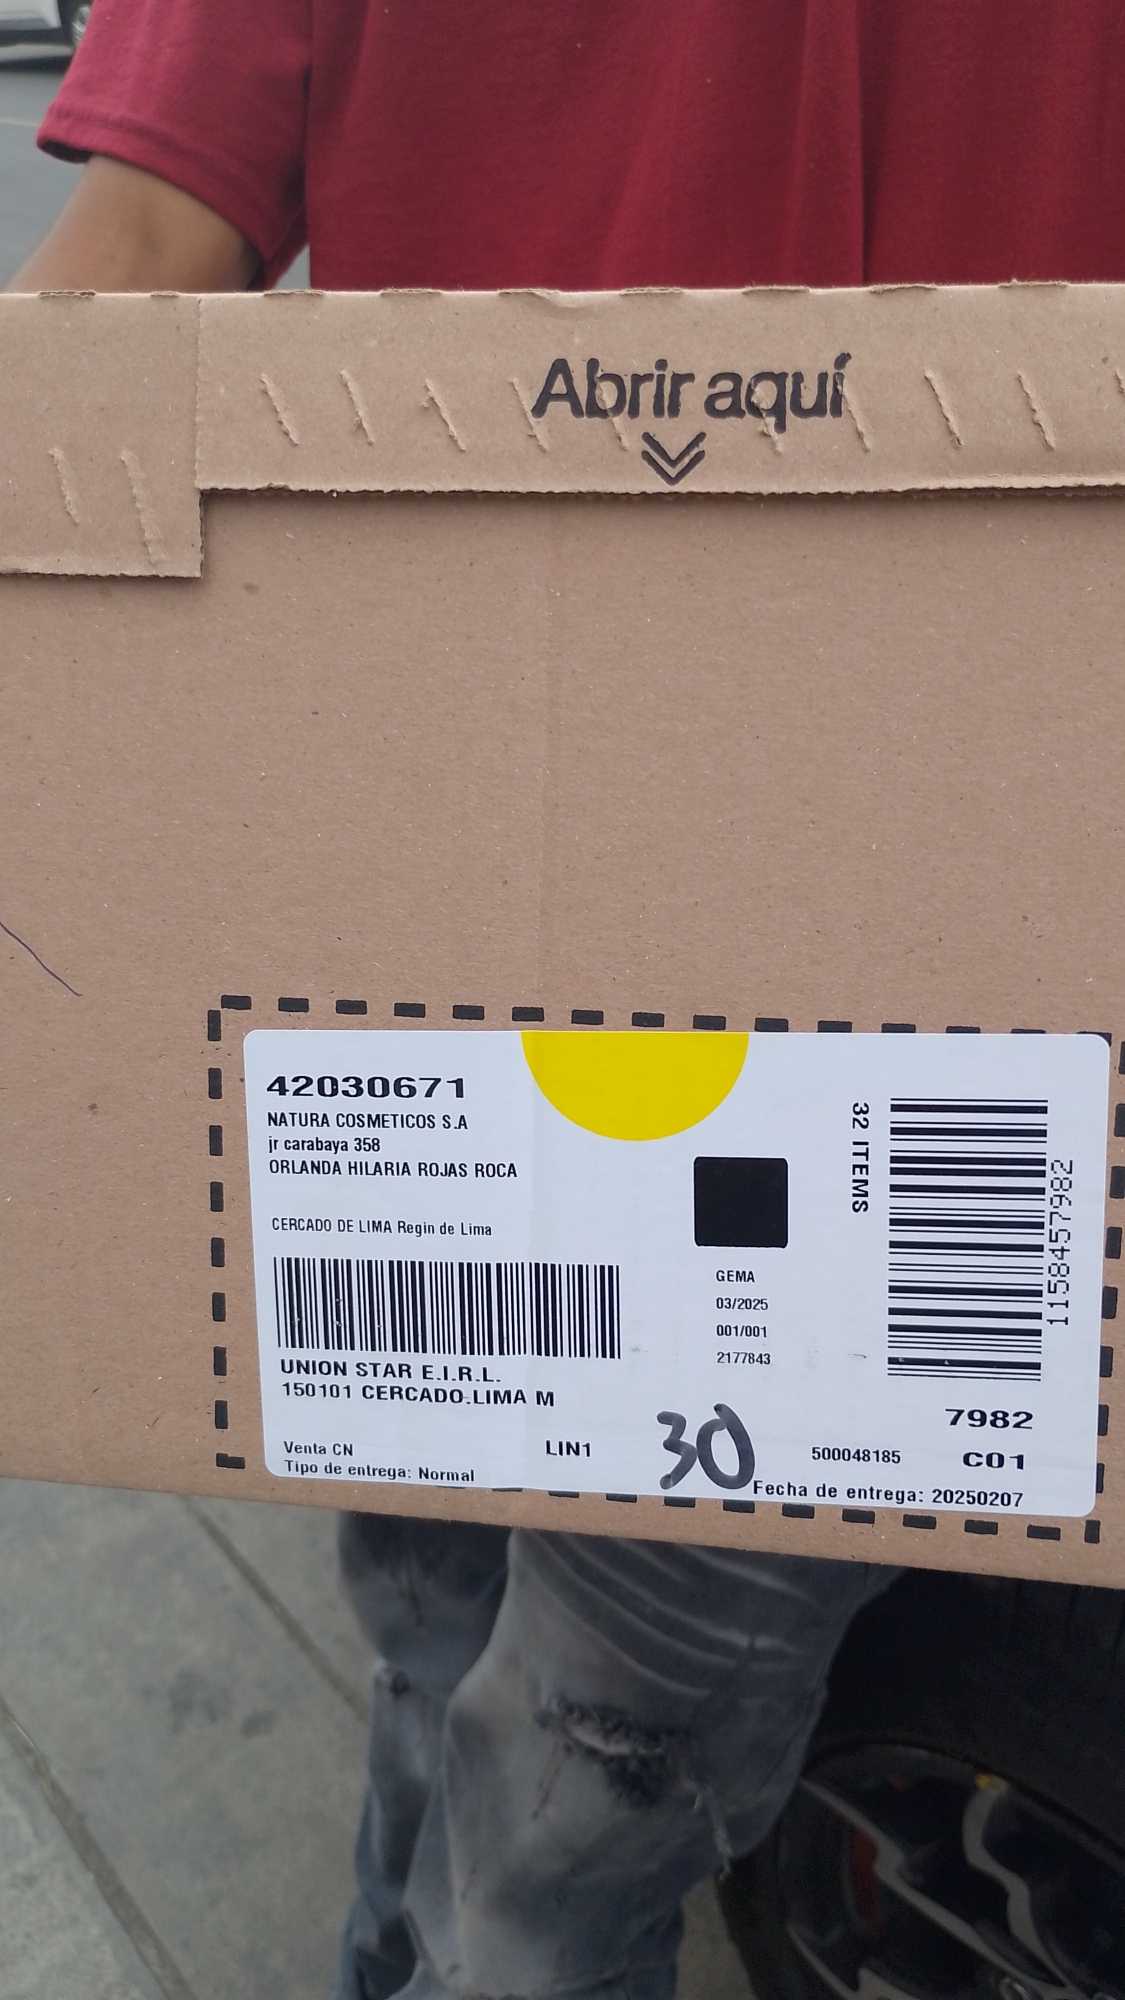 Abrir aquí
42030671
NATURA COSMETICOS S.A
jr carabaya 358
ORLANDA HILARIA ROJAS ROCA
CERCADO DE LIMA Regin de Lima
UNION STAR E.I.R.L.
150101 CERCADO.LIMA M
Venta CN
Tipo de entrega: Normal
LIN1
30
GEMA
03/2025
001/001
2177843
32 ITEMS
1158457982
7982
500048185
C01
Fecha de entrega: 20250207